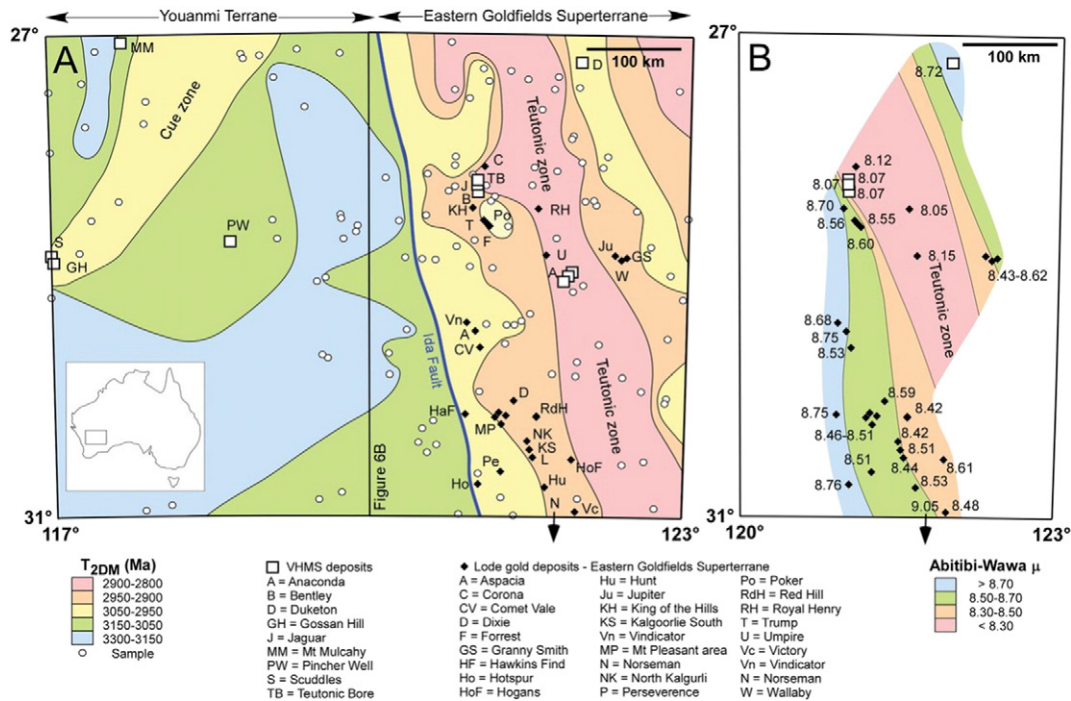 Youanmi Terrane
Eastern Goldfields Superterrane
27°
A
MM
Cue zone
100 km
D
Teutonic zone
C
TB
J
B
KH
Po
RH
T
F
PW
S
GH
U
A
Ju
GS
W
Vn
A
CV
Ida Fault
Teutonic zone
HaF
D
RdH
MP
NK
KS
L
Pe
HoF
Ho
Hu
N
Vc
Figure 6B
31°
117°
123°
27°
B
100 km
8.72
8.12
8.07
8.07
8.07
8.70
8.05
8.56
8.55
8.60
8.15
8.43-8.62
Teutonic zone
8.68
8.75
8.53
8.59
8.75
8.42
8.46-8.51
8.42
8.51
8.51
8.44
8.61
8.76
8.53
9.05
8.48
31°
120°
123°
T2DM (Ma)
2900-2800
2950-2900
3050-2950
3150-3050
3300-3150
Sample
VHMS deposits
A = Anaconda
B = Bentley
D = Duketon
GH = Gossan Hill
J = Jaguar
MM = Mt Mulcahy
PW = Pincher Well
S = Scuddles
TB = Teutonic Bore
Lode gold deposits - Eastern Goldfields Superterrane
A = Aspacia
C = Corona
CV = Comet Vale
D = Dixie
F = Forrest
GS = Granny Smith
HF = Hawkins Find
Ho = Hotspur
HoF = Hogans
Hu = Hunt
Ju = Jupiter
KH = King of the Hills
KS = Kalgoorlie South
Vn = Vindicator
MP = Mt Pleasant area
N = Norseman
NK = North Kalgurli
P = Perseverence
Po = Poker
RdH = Red Hill
RH = Royal Henry
T = Trump
U = Umpire
Vc = Victory
Vn = Vindicator
N = Norseman
W = Wallaby
Abitibi-Wawa μ
> 8.70
8.50-8.70
8.30-8.50
< 8.30